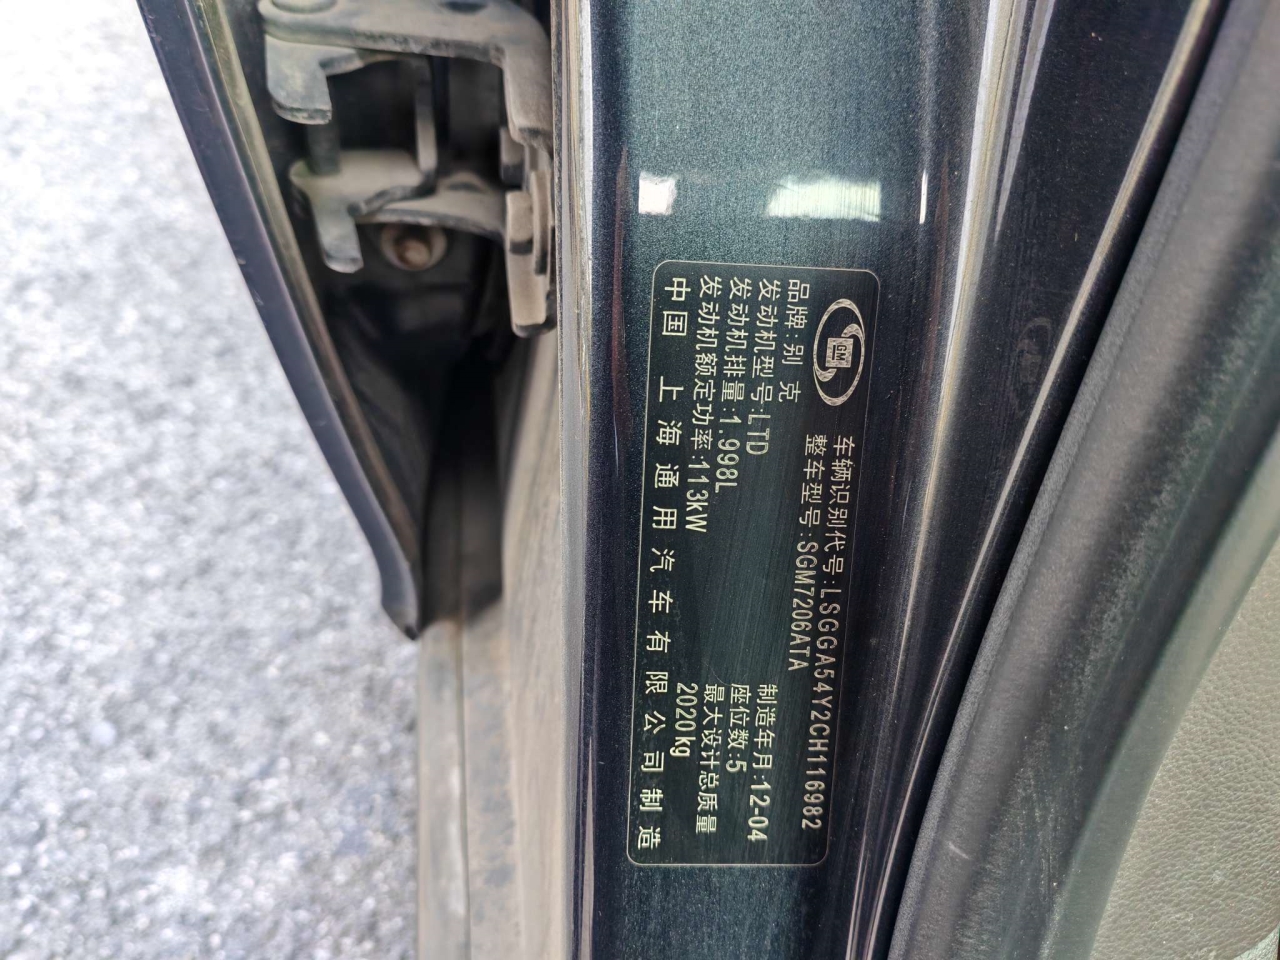 GM
车辆识别代号:LSGGA54Y2CH116982
品牌:别克
整车型号:SGM7206ATA
发动机型号:LTD
制造年月:12-04
发动机排量:1.998L
座位数:5
发动机额定功率:113kW
最大设计总质量
2020kg
中国 上海通用汽车有限公司制造